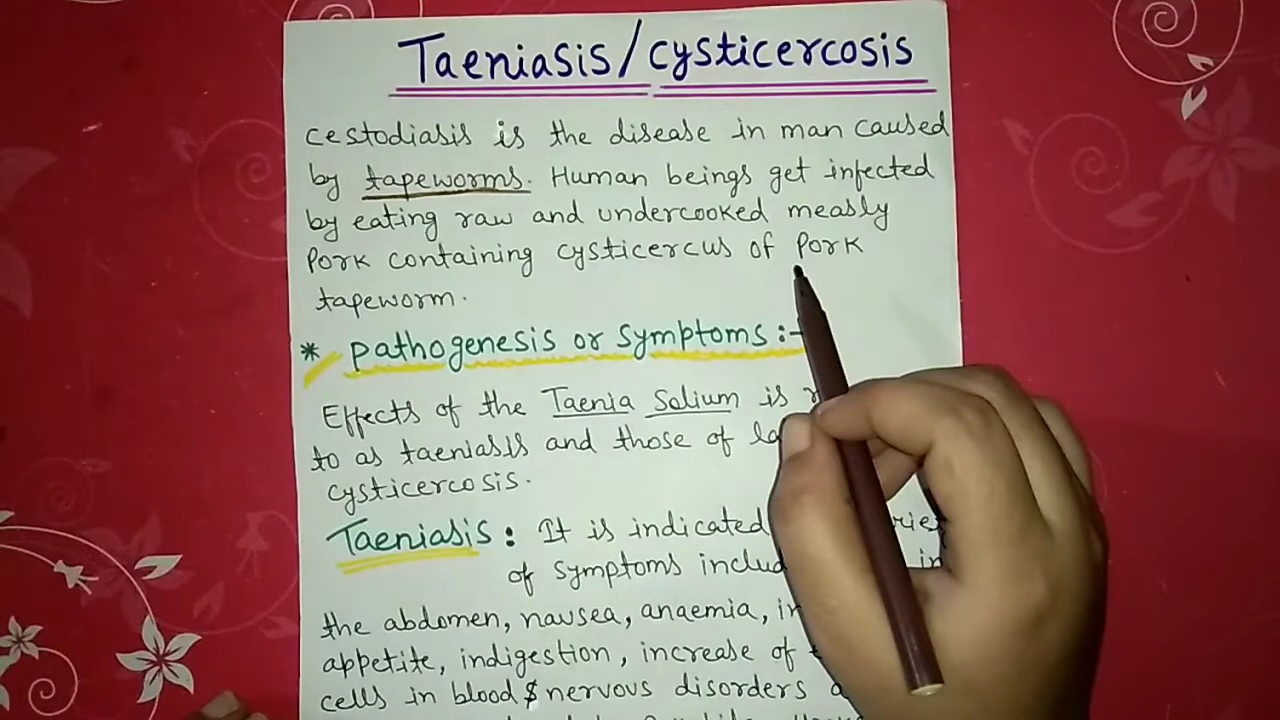 Taeniasis/cysticercosis
cestodiasis is the disease in man caused
by tapeworms. Human beings get infected
by eating raw and undercooked measly
Pork containing cysticercus of Pork
tapeworm.
* pathogenesis or symptoms :-
Effects of the Taenia Solium is
to as taeniasis and those of
cysticercosis.
Taeniasis : It is indicated
of symptoms in
the abdomen, nausea, anaemia,
appetite, indigestion, increase of
cells in blood $ nervous disorders